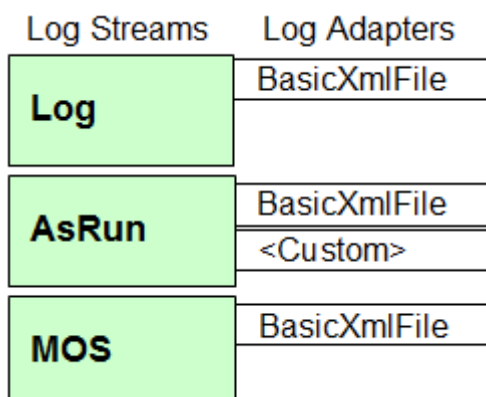 Log Streams Log Adapters
Log BasicXmlFile
AsRun BasicXmlFile
<Custom>
MOS BasicXmlFile